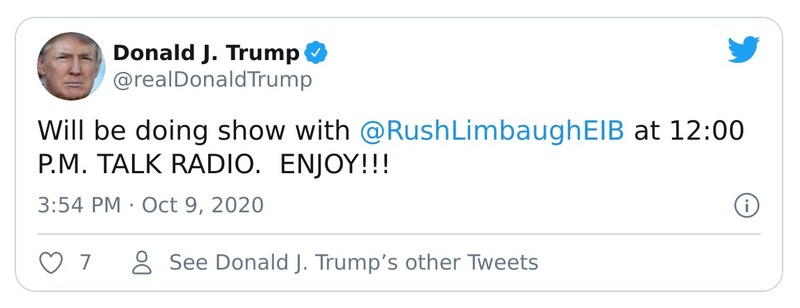 Donald J. Trump
@realDonaldTrump
Will be doing show with @RushLimbaughEIB at 12:00
P.M. TALK RADIO.  ENJOY!!!
3:54 PM · Oct 9, 2020
7
See Donald J. Trump’s other Tweets